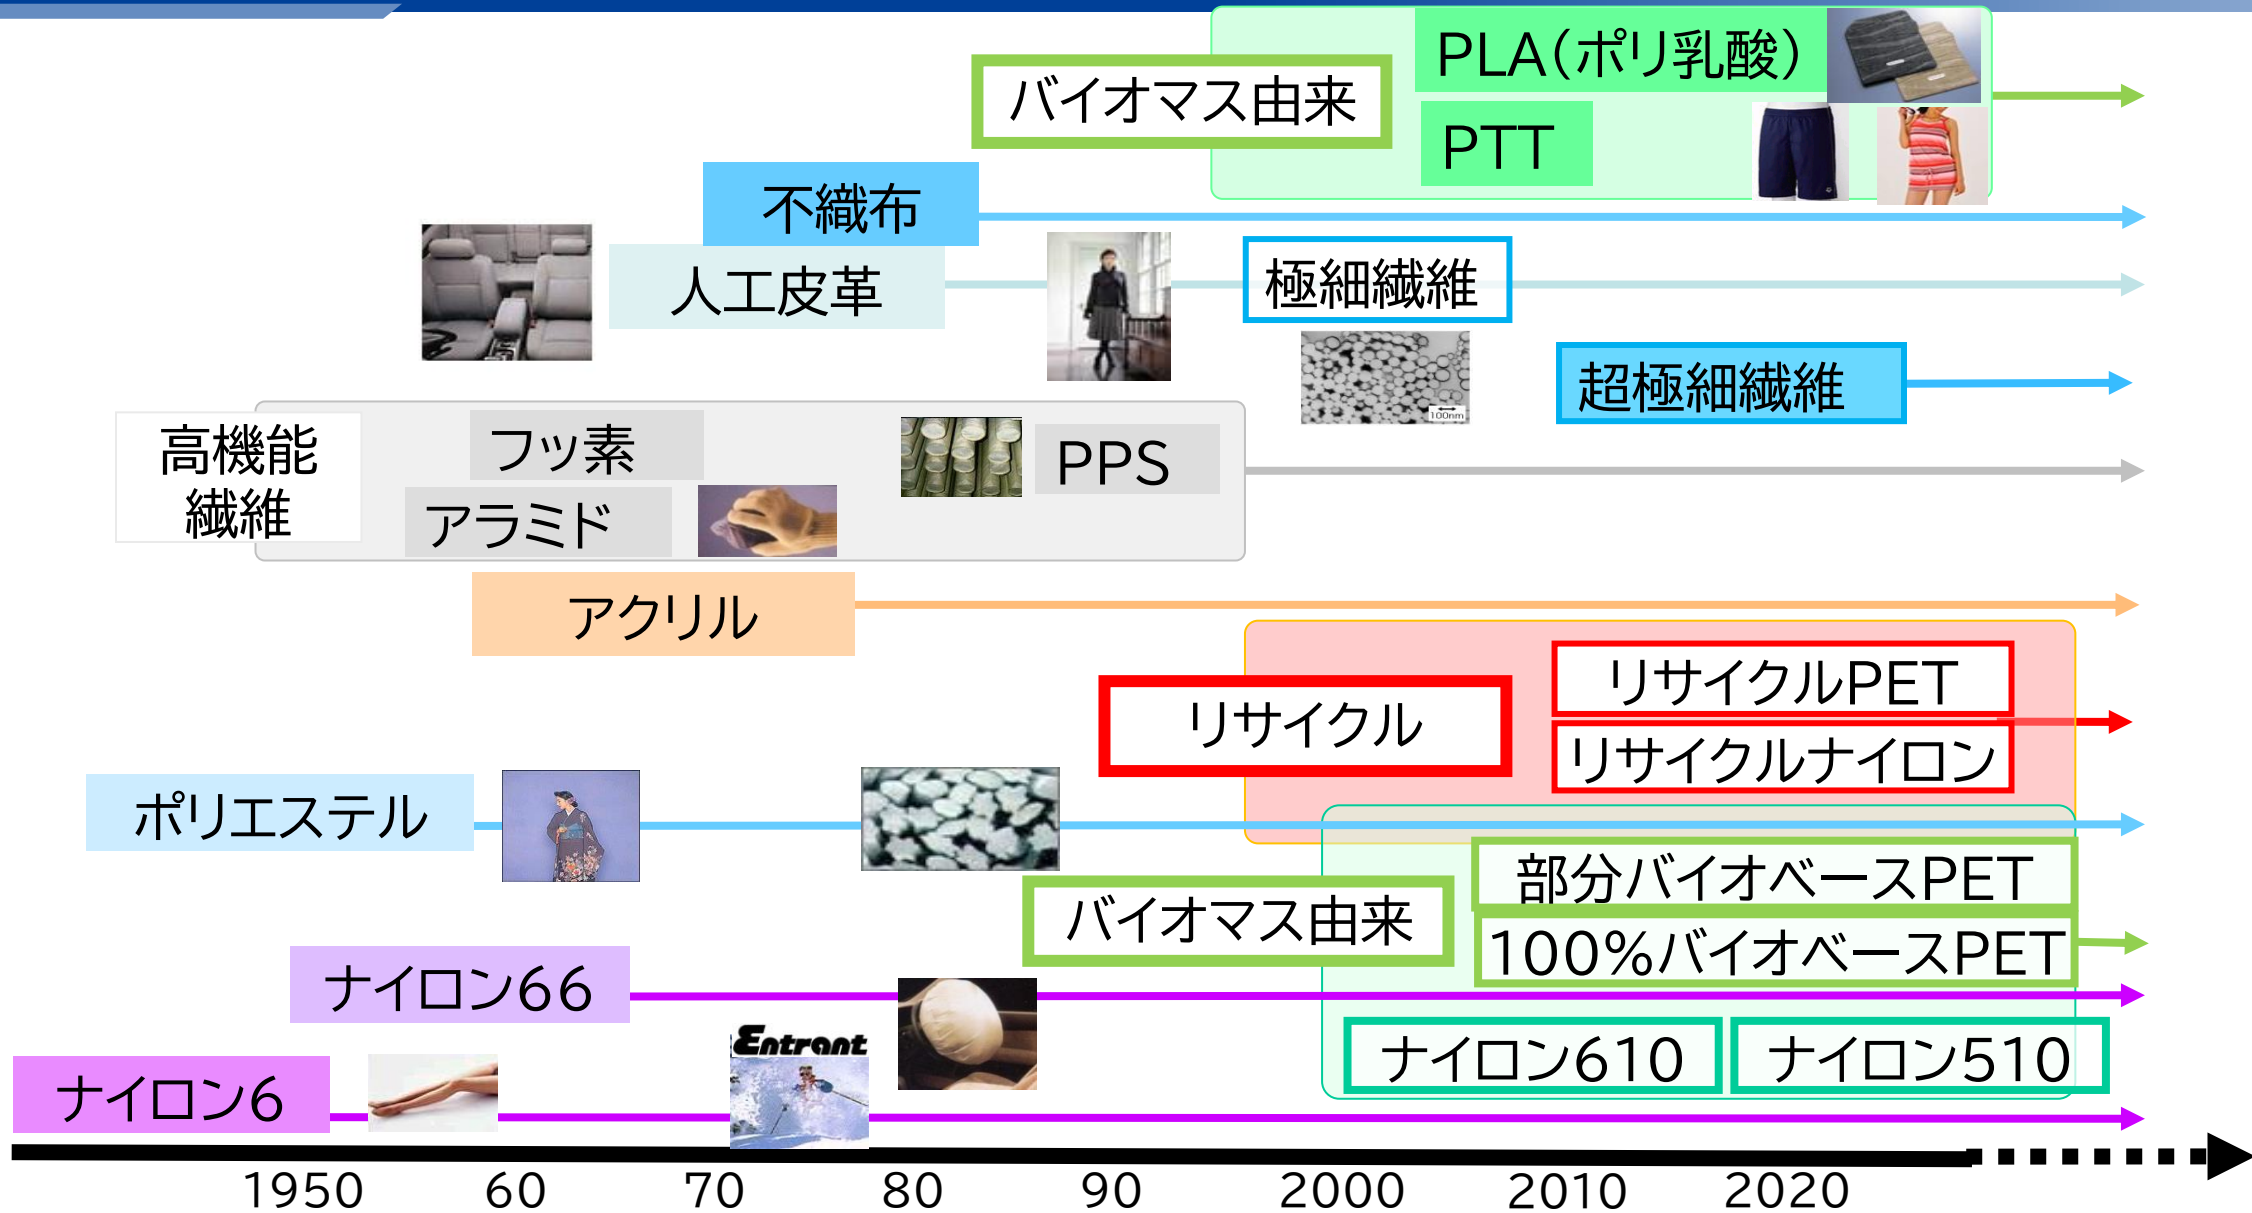 PLA(ポリ乳酸)
バイオマス由来
PTT
不織布
人工皮革
極細繊維
超極細繊維
100nm
高機能
繊維
フッ素
アラミド
PPS
アクリル
リサイクルPET
リサイクル
リサイクルナイロン
ポリエステル
部分バイオベースPET
バイオマス由来
100%バイオベースPET
ナイロン66
Entrant
ナイロン610
ナイロン510
ナイロン6
1950
60
70
80
90
2000
2010
2020